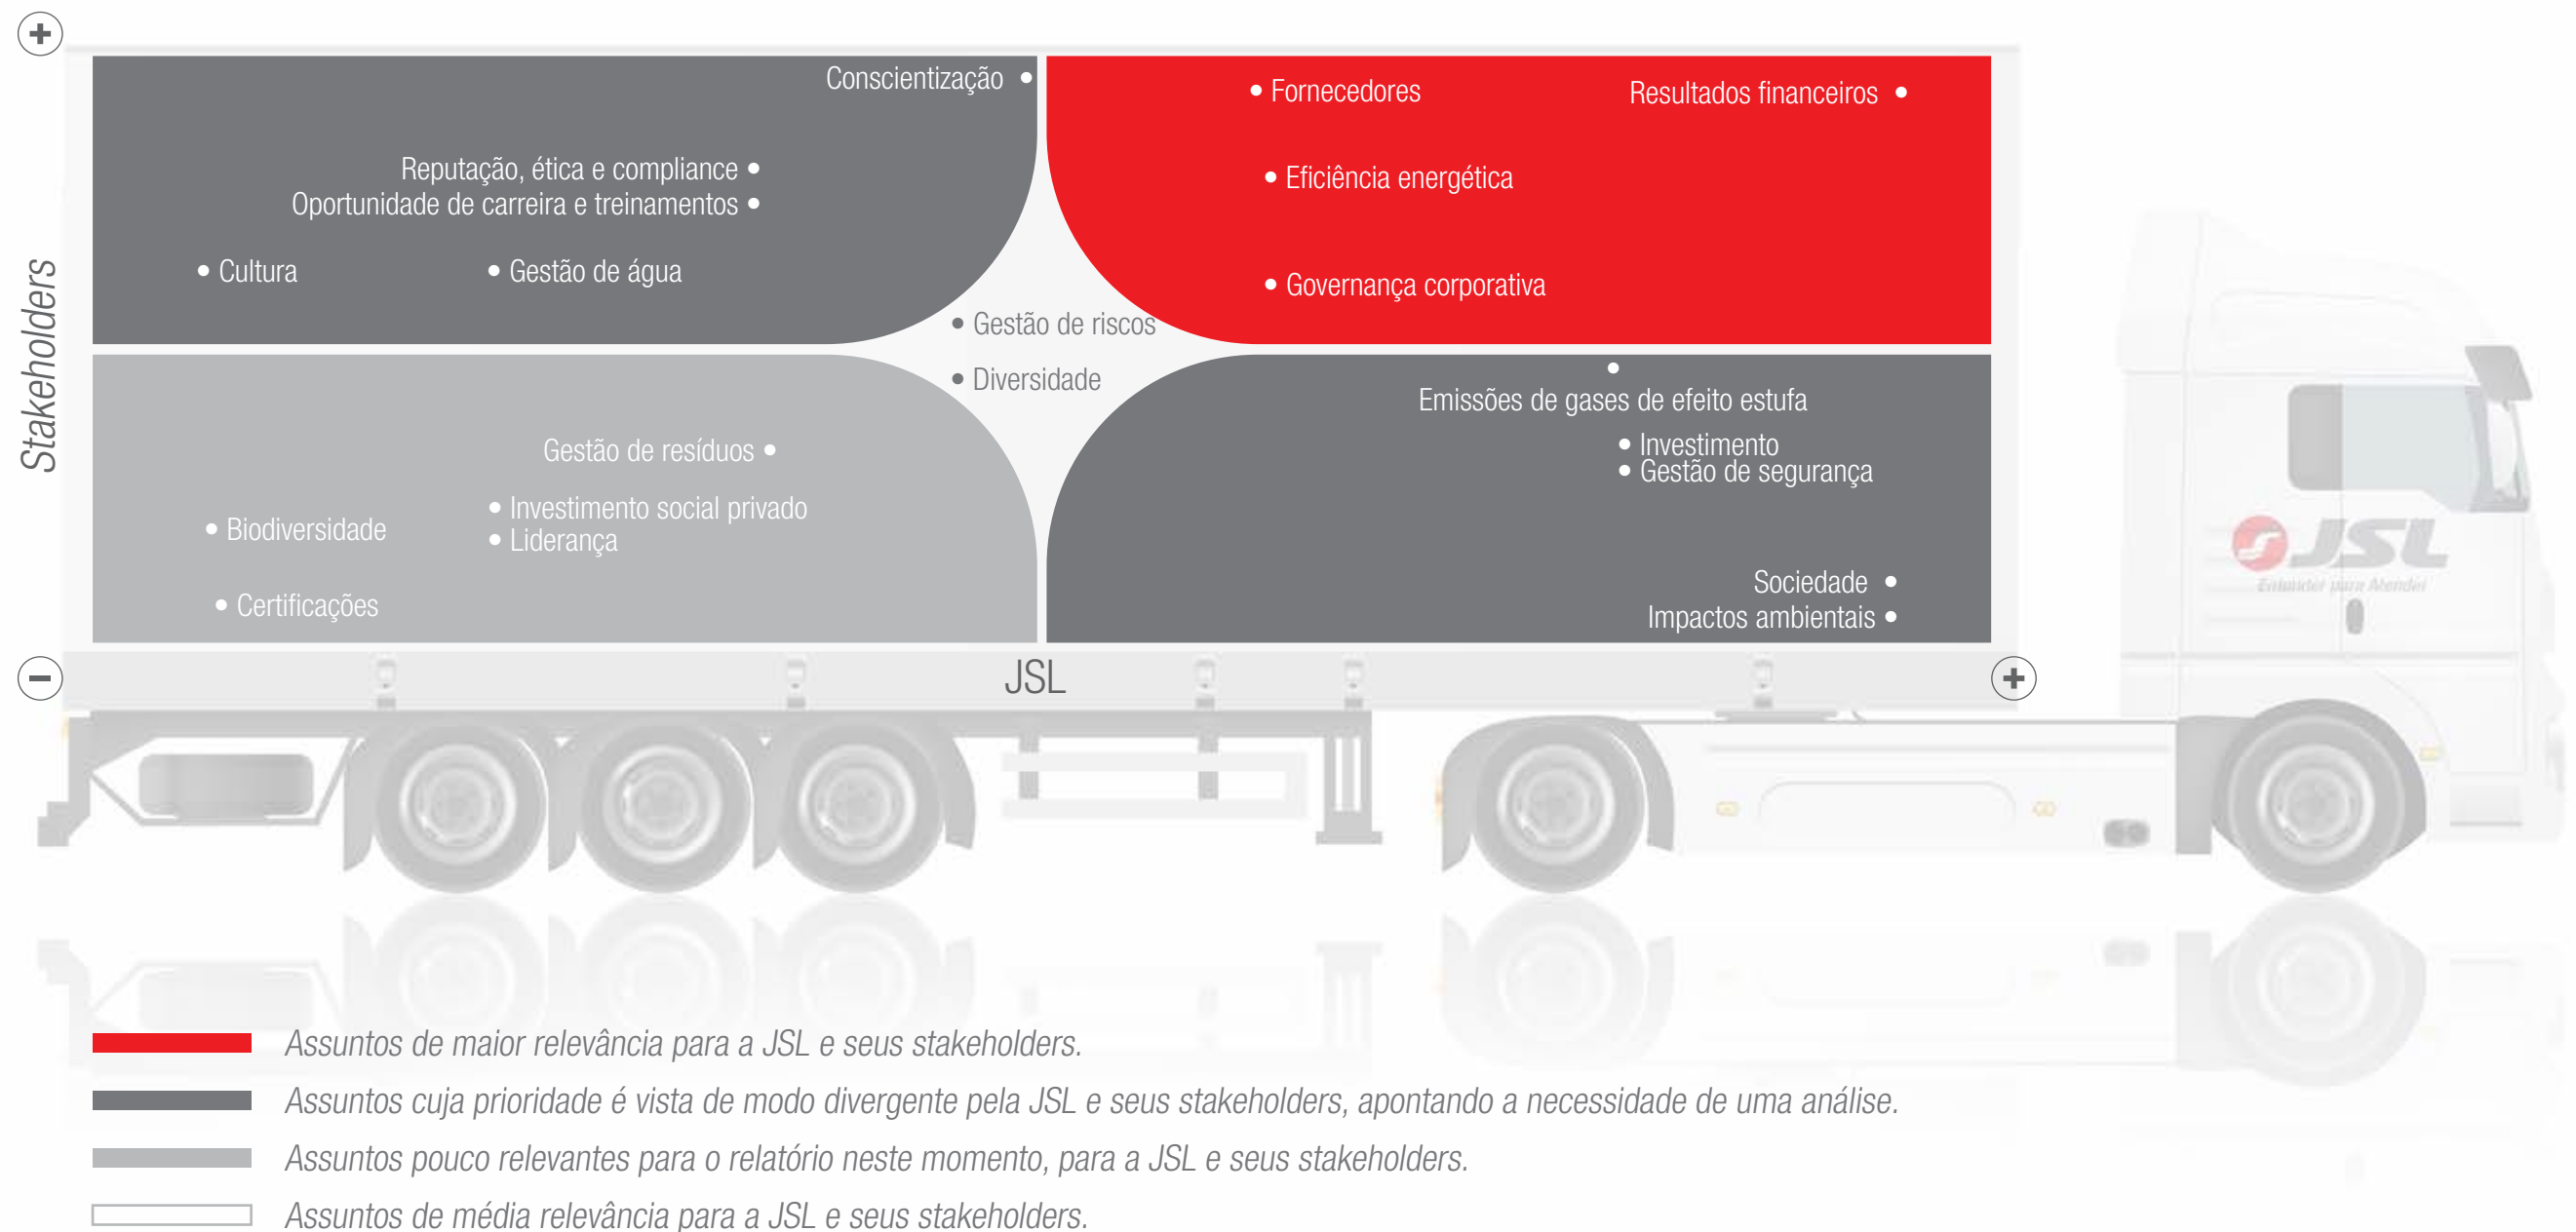 Conscientização
Fornecedores
Resultados financeiros
Reputação, ética e compliance
Oportunidade de carreira e treinamentos
Eficiência energética
Cultura
Gestão de água
Governança corporativa
Stakeholders
Gestão de riscos
Diversidade
Emissões de gases de efeito estufa
Investimento
Gestão de segurança
Gestão de resíduos
Investimento social privado
Liderança
Biodiversidade
Certificações
Sociedade
Impactos ambientais
JSL
Entender para Atender
JSL
Assuntos de maior relevância para a JSL e seus stakeholders.
Assuntos cuja prioridade é vista de modo divergente pela JSL e seus stakeholders, apontando a necessidade de uma análise.
Assuntos pouco relevantes para o relatório neste momento, para a JSL e seus stakeholders.
Assuntos de média relevância para a JSL e seus stakeholders.